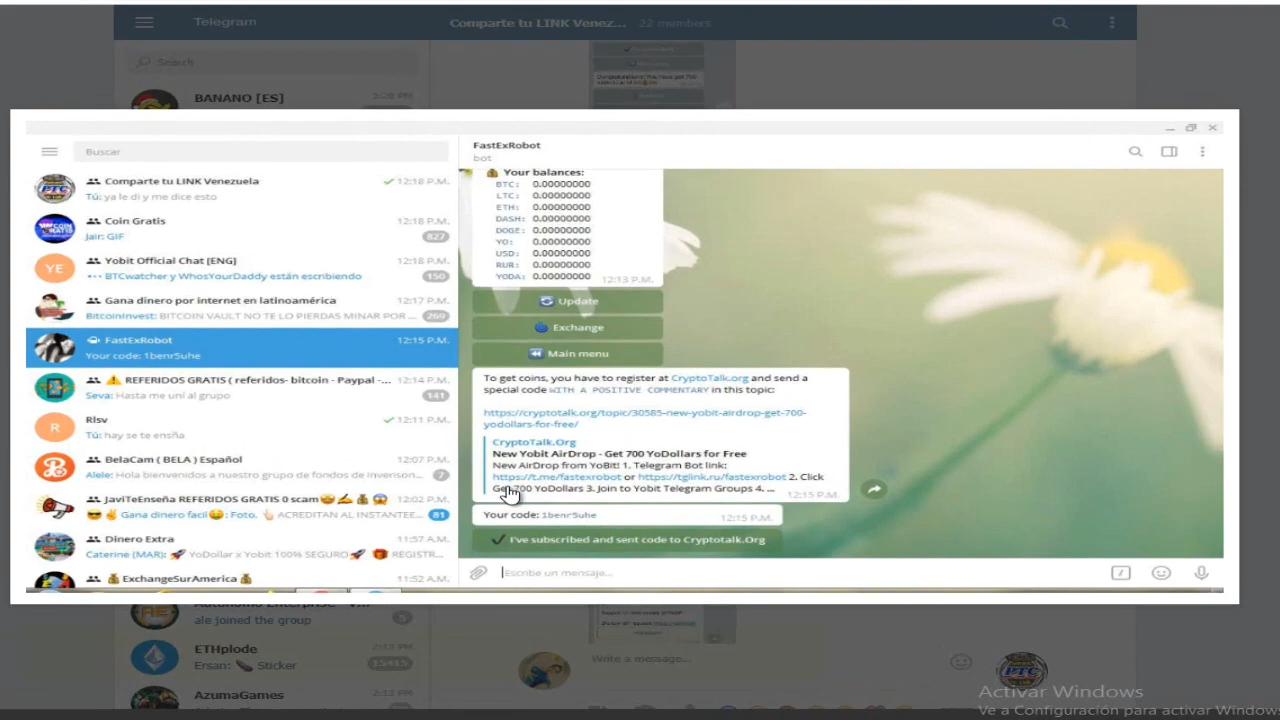 Telegram
Comparte tu LINK Venez... 22 members
Search
BANANO [ES]
Buscar
Comparte tu LINK Venezuela 12:18 P.M.
Tú: ya le di y me dice esto
Coin Gratis 12:18 P.M.
Jair: GIF 827
YE
Yobit Official Chat [ENG] 12:18 P.M.
BTCwatcher y WhosYourDaddy están escribiendo 150
Gana dinero por internet en latinoamérica 12:17 P.M.
BitcoinInvest: BITCOIN VAULT NO TE LO PIERDAS MINAR POR ... 269
FastExRobot 12:15 P.M.
Your code: 1benr5uhe
REFERIDOS GRATIS ( referidos- bitcoin - Paypal -... 12:14 P.M.
Seva: Hasta me uní al grupo 141
R
Rlsv 12:11 P.M.
Tú: hay se te enseña
BelaCam ( BELA ) Español 12:07 P.M.
Alele: Hola bienvenidos a nuestro grupo de fondos de Inverison... 7
JaviTeEnseña REFERIDOS GRATIS 0 scam 12:02 P.M.
Gana dinero facil: Foto. ACREDITAN AL INSTANTEE... 81
Dinero Extra 11:57 A.M.
Caterine (MAR): YoDollar x Yobit 100% SEGURO REGISTR...
ExchangeSurAmerica 11:52 A.M.
FastExRobot
bot
Your balances:
BTC: 0.00000000
LTC: 0.00000000
ETH: 0.00000000
DASH: 0.00000000
DOGE: 0.00000000
YO: 0.00000000
USD: 0.00000000
RUR: 0.00000000
YODA: 0.00000000
12:13 P.M.
Update
Exchange
Main menu
To get coins, you have to register at CryptoTalk.org and send a
special code WITH A POSITIVE COMMENTARY in this topic:
https://cryptotalk.org/topic/30585-new-yobit-airdrop-get-700-
yodollars-for-free/
CryptoTalk.Org
New Yobit AirDrop - Get 700 YoDollars for Free
New AirDrop from YoBit! 1. Telegram Bot link:
https://t.me/fastexrobot or https://tglink.ru/fastexrobot 2. Click
Get 700 YoDollars 3. Join to Yobit Telegram Groups 4. ...
12:15 P.M.
Your code: 1benr5uhe 12:15 P.M.
I've subscribed and sent code to Cryptotalk.Org
Escribe un mensaje...
ale joined the group 5
ETHplode 2:13 PM
Ersan: Sticker 15415
AzumaGames 2:12 PM
Write a message...
Activar Windows
Ve a Configuración para activar Windows